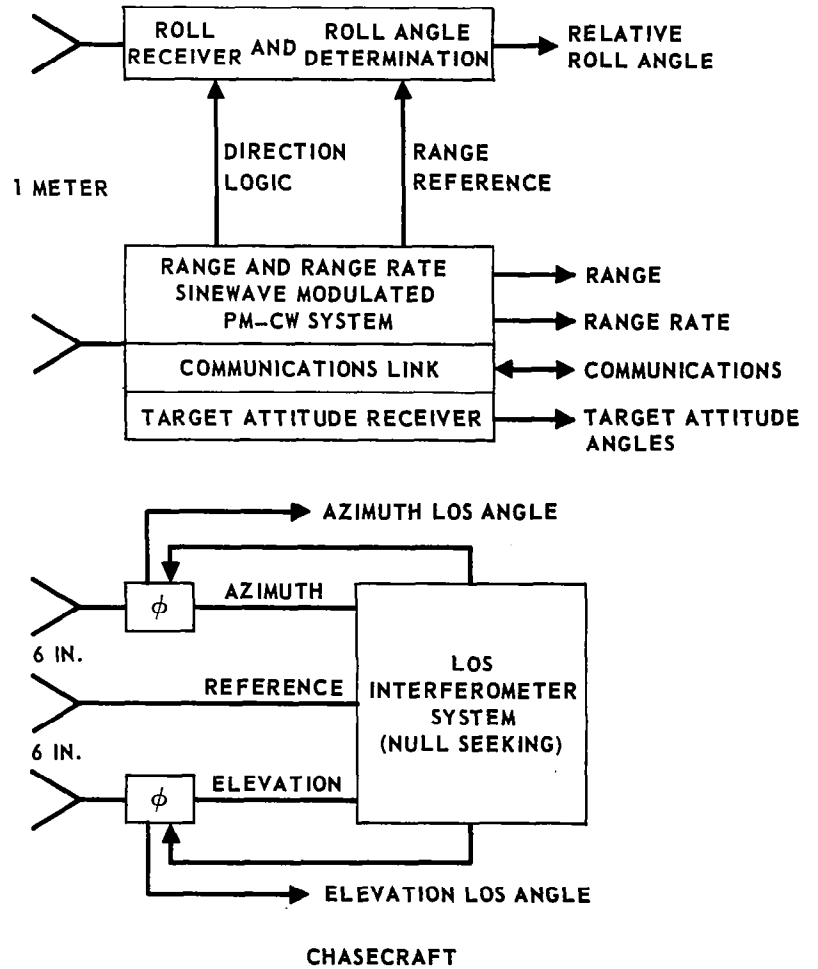 ROLL RECEIVER AND ROLL ANGLE DETERMINATION
RELATIVE
ROLL ANGLE
DIRECTION
LOGIC
RANGE
REFERENCE
1 METER
RANGE AND RANGE RATE
SINEWAVE MODULATED
PM-CW SYSTEM
RANGE
RANGE RATE
COMMUNICATIONS LINK
COMMUNICATIONS
TARGET ATTITUDE RECEIVER
TARGET ATTITUDE
ANGLES
AZIMUTH LOS ANGLE
ϕ
AZIMUTH
6 IN.
REFERENCE
LOS
INTERFEROMETER
SYSTEM
(NULL SEEKING)
6 IN.
ϕ
ELEVATION
ELEVATION LOS ANGLE
CHASECRAFT